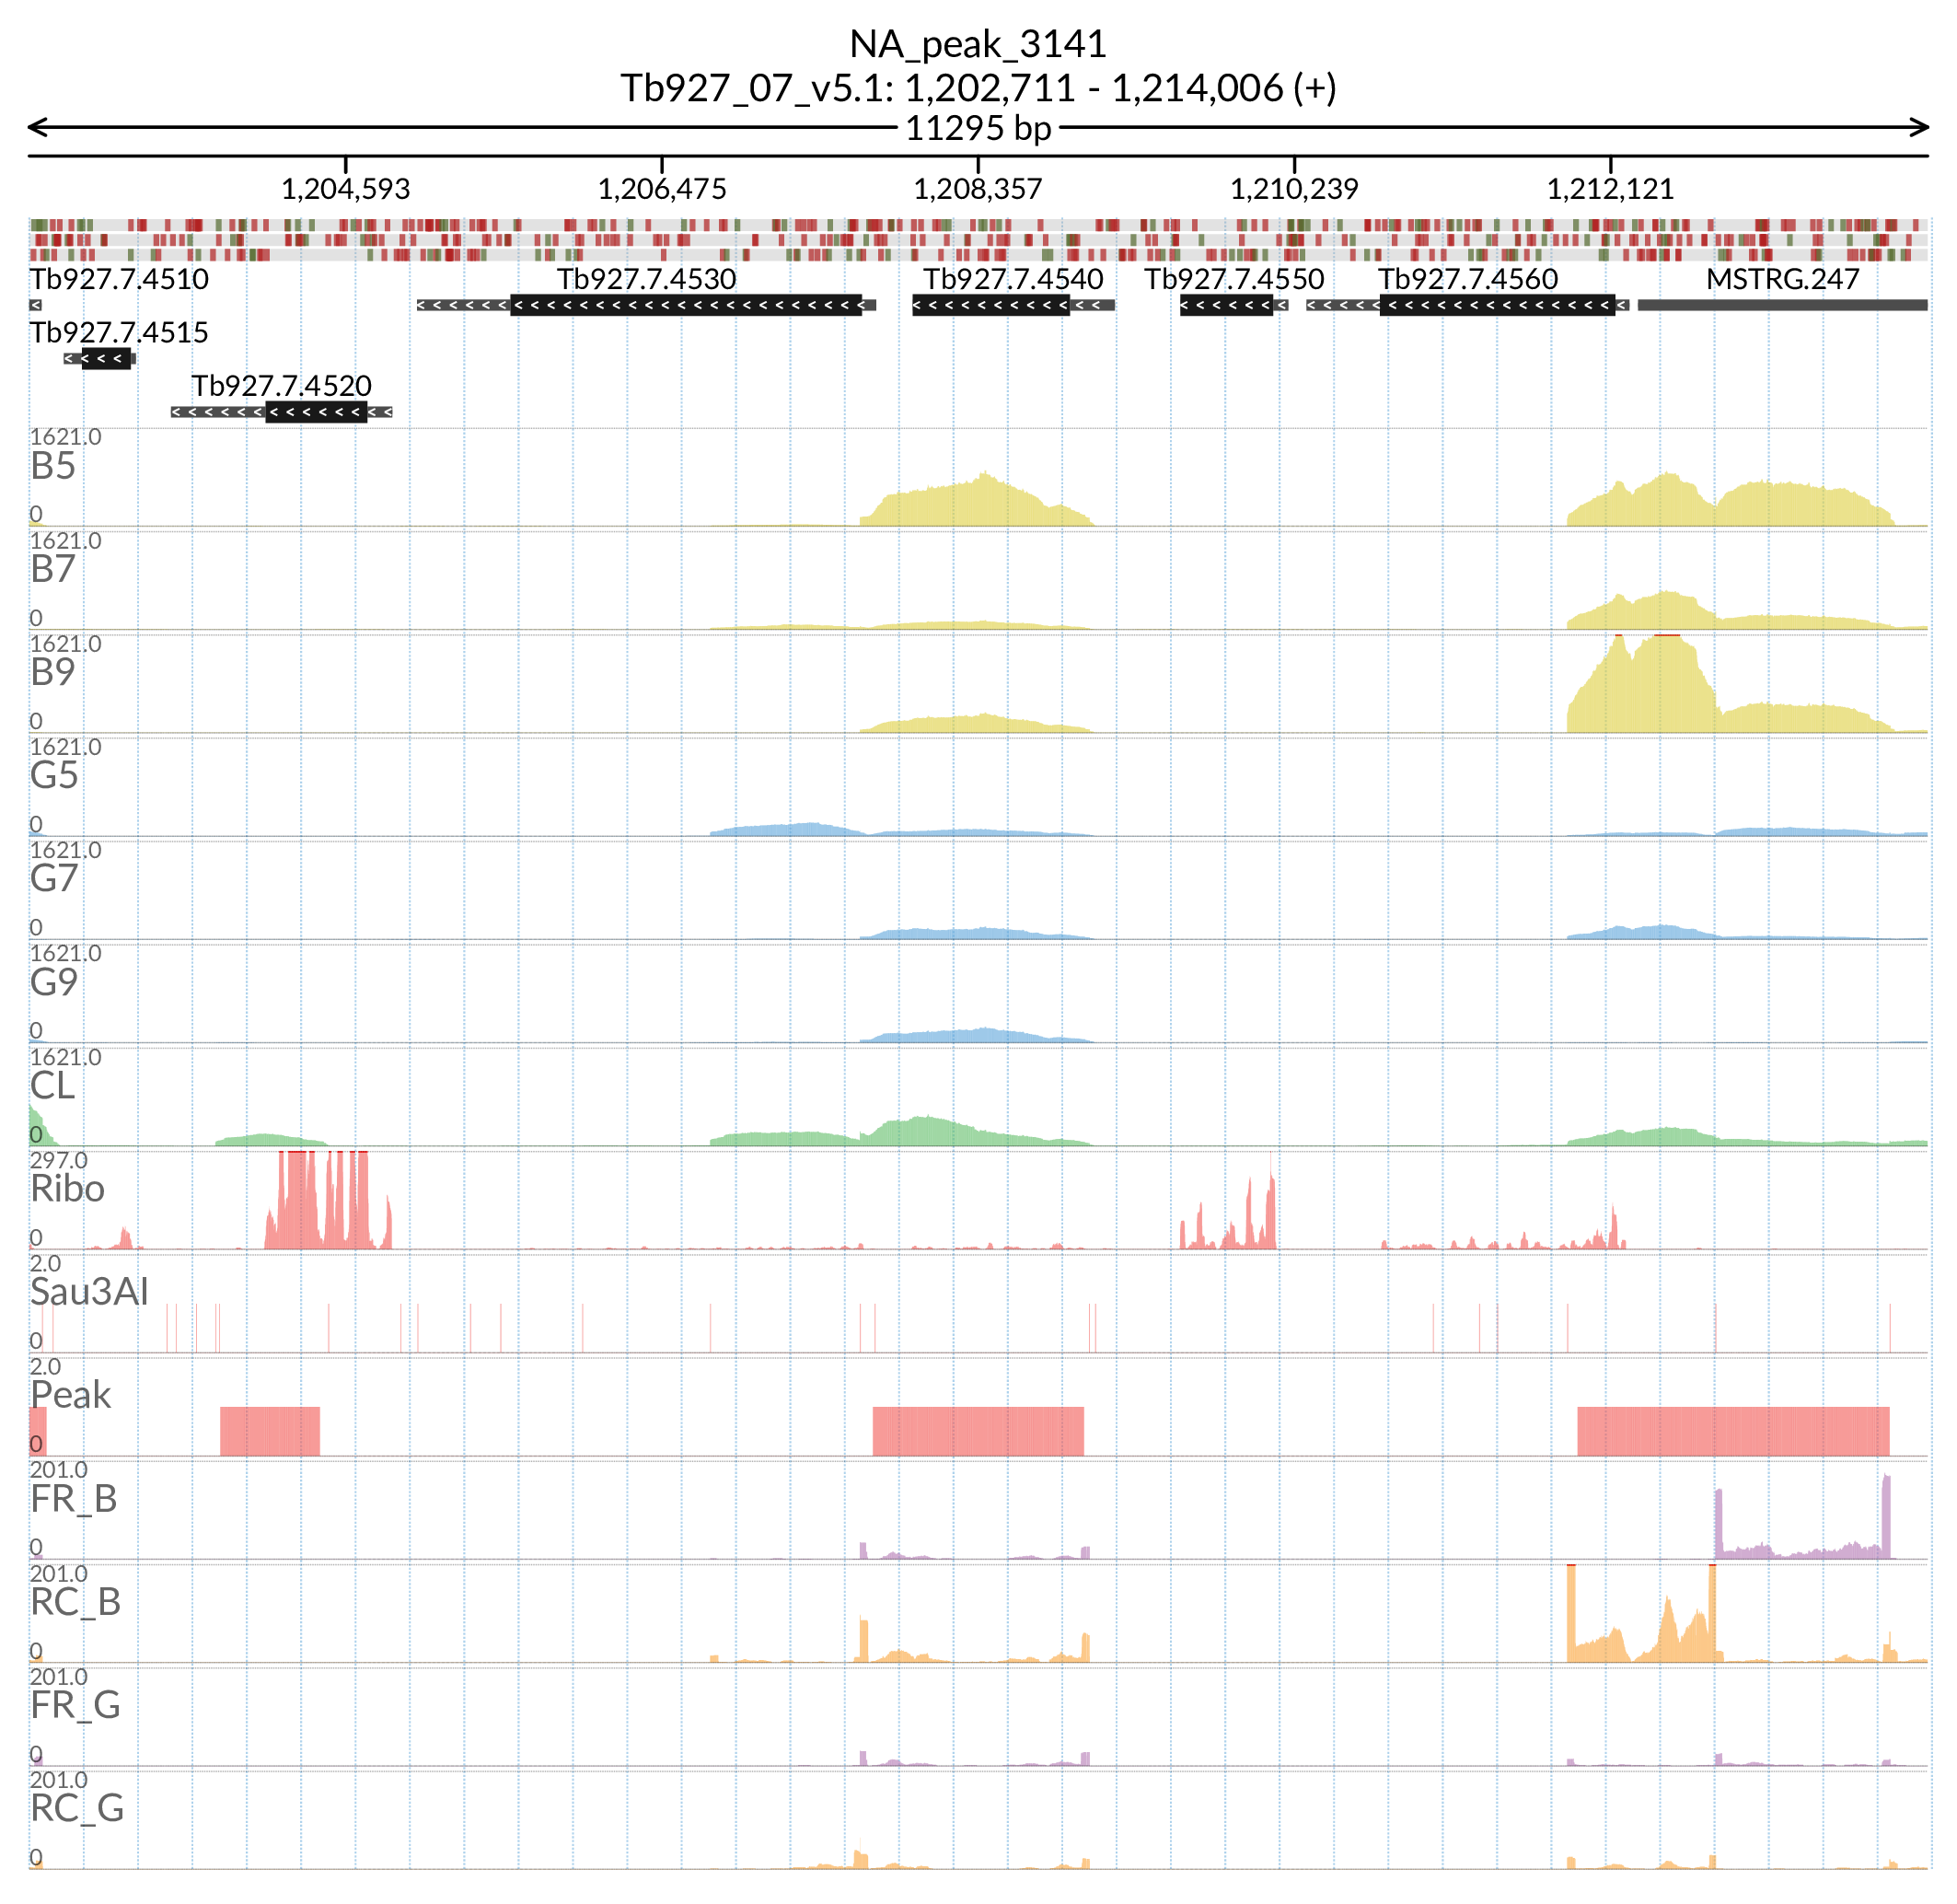 NA_peak_3141
Tb927_07_v5.1: 1,202,711 - 1,214,006 (+)
11295 bp
1,204,593 1,206,475 1,208,357 1,210,239 1,212,121
Tb927.7.4510 Tb927.7.4530 Tb927.7.4540 Tb927.7.4550 Tb927.7.4560 MSTRG.247
Tb927.7.4515
Tb927.7.4520
1621.0
B5
0
1621.0
B7
0
1621.0
B9
0
1621.0
G5
0
1621.0
G7
0
1621.0
G9
0
1621.0
CL
0
297.0
Ribo
0
2.0
Sau3AI
0
2.0
Peak
0
201.0
FR_B
0
201.0
RC_B
0
201.0
FR_G
0
201.0
RC_G
0